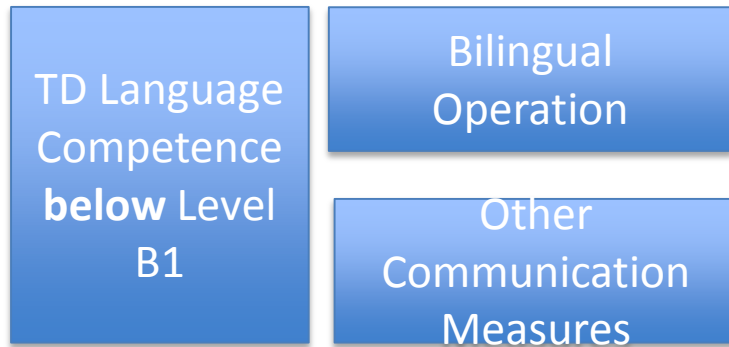 TD Language
Competence
below Level
B1
Bilingual
Operation
Other
Communication
Measures